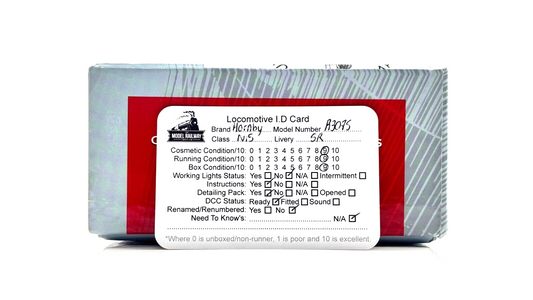 Locomotive I.D Card
MODEL RAILWAY
Brand Hornby Model Number R3075
Class N15 Livery SR
Cosmetic Condition/10: 0 1 2 3 4 5 6 7 8 9 10
Running Condition/10: 0 1 2 3 4 5 6 7 8 9 10
Box Condition/10: 0 1 2 3 4 5 6 7 8 9 10
Working Lights Status: Yes No N/A Intermittent
Instructions: Yes No N/A
Detailing Pack: Yes No N/A Opened
DCC Status: Ready Fitted Sound
Renamed/Renumbered: Yes No
Need To Know's: N/A
*Where 0 is unboxed/non-runner, 1 is poor and 10 is excellent.